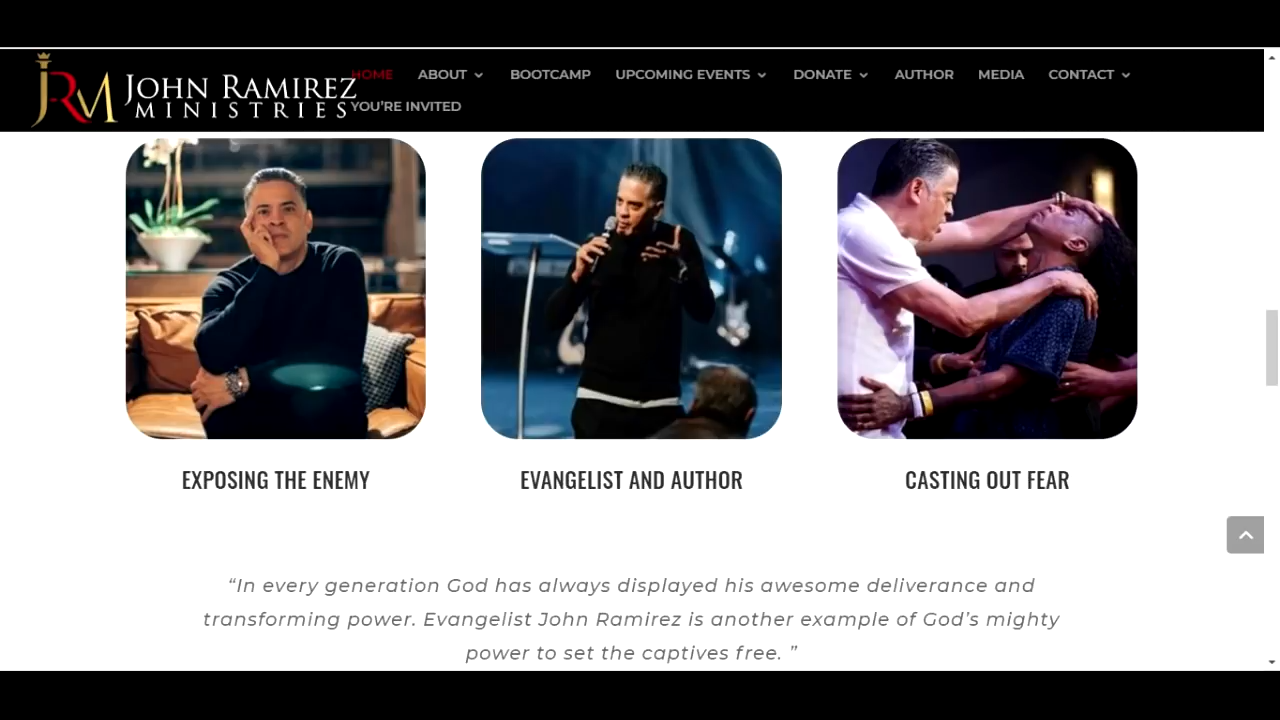 JRM JOHN RAMIREZ
MINISTRIES
HOME ABOUT BOOTCAMP UPCOMING EVENTS DONATE AUTHOR MEDIA CONTACT
YOU'RE INVITED
EXPOSING THE ENEMY
EVANGELIST AND AUTHOR
CASTING OUT FEAR
“In every generation God has always displayed his awesome deliverance and
transforming power. Evangelist John Ramirez is another example of God’s mighty
power to set the captives free. ”